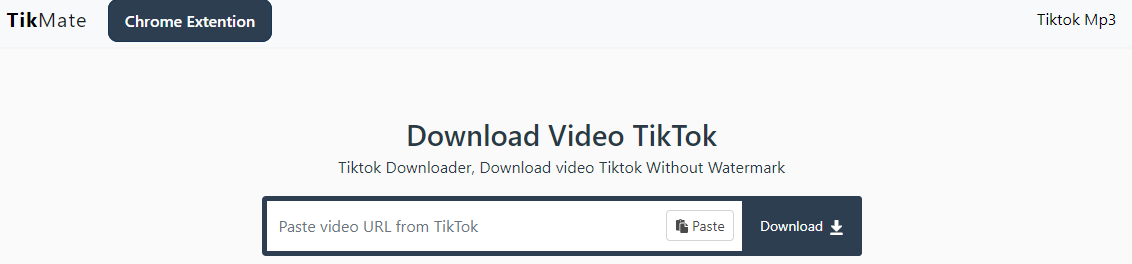 TikMate Chrome Extention Tiktok Mp3
Download Video TikTok
Tiktok Downloader, Download video Tiktok Without Watermark
Paste video URL from TikTok Paste Download